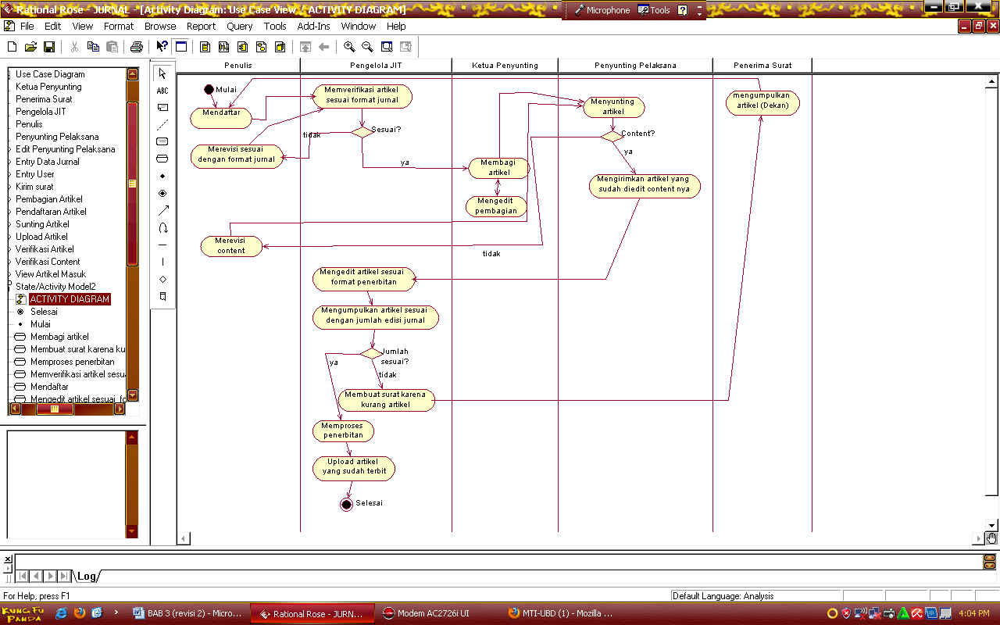 Rational Rose - JURNAL - [Activity Diagram: Use Case View / ACTIVITY DIAGRAM]
Microphone
Tools
File Edit View Format Browse Report Query Tools Add-Ins Window Help
Use Case Diagram
Ketua Penyunting
Penerima Surat
Pengelola JIT
Penulis
Penyunting Pelaksana
Edit Penyunting Pelaksana
Entry Data Jurnal
Entry User
Kirim surat
Pembagian Artikel
Pendaftaran Artikel
Sunting Artikel
Upload Artikel
Verifikasi Artikel
Verifikasi Content
View Artikel Masuk
State/Activity Model2
ACTIVITY DIAGRAM
Selesai
Mulai
Membagi artikel
Membuat surat karena ku
Memproses penerbitan
Memverifikasi artikel sesu
Mendaftar
Mengedit artikel sesuai fo
ABC
Penulis
Pengelola JIT
Ketua Penyunting
Penyunting Pelaksana
Penerima Surat
Mulai
Mendaftar
Memverifikasi artikel
sesuai format jurnal
Sesuai?
tidak
Merevisi sesuai
dengan format jurnal
ya
Membagi
artikel
Mengedit
pembagian
Menyunting
artikel
Content?
ya
Mengirimkan artikel yang
sudah diedit content nya
mengumpulkan
artikel (Dekan)
Merevisi
content
tidak
Mengedit artikel sesuai
format penerbitan
Mengumpulkan artikel sesuai
dengan jumlah edisi jurnal
Jumlah
sesuai?
ya
tidak
Membuat surat karena
kurang artikel
Memproses
penerbitan
Upload artikel
yang sudah terbit
Selesai
Log
For Help, press F1
Default Language: Analysis
KUNG FU
PANDA
BAB 3 (revisi 2) - Micro...
Rational Rose - JURN...
Modem AC2726i UI
MTI-UBD (1) - Mozilla ...
4:04 PM